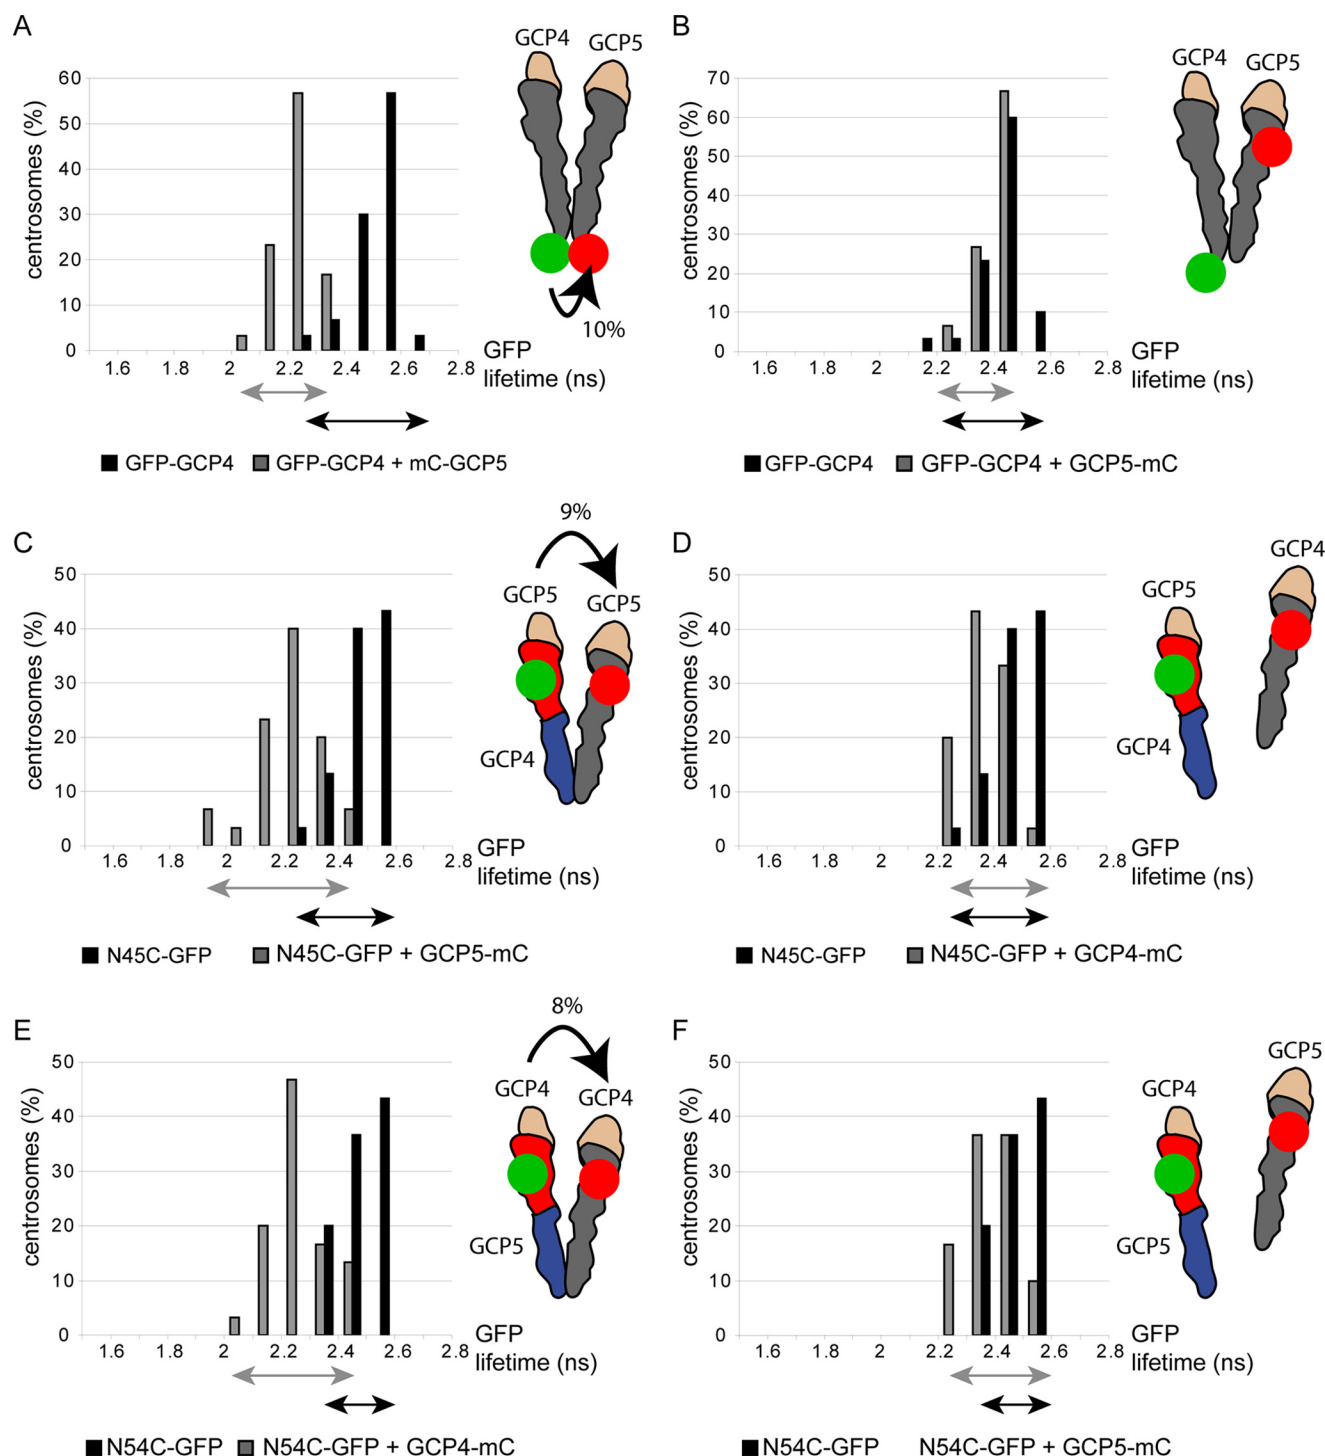 A
GCP4
GCP5
centrosomes (%)
60
50
40
30
20
10
0
1.6
1.8
2
2.2
2.4
2.6
2.8
GFP
lifetime (ns)
10%
GFP-GCP4
GFP-GCP4 + mC-GCP5
B
GCP4
GCP5
centrosomes (%)
70
60
50
40
30
20
10
0
1.6
1.8
2
2.2
2.4
2.6
2.8
GFP
lifetime (ns)
GFP-GCP4
GFP-GCP4 + GCP5-mC
C
9%
GCP5
GCP5
GCP4
centrosomes (%)
50
40
30
20
10
0
1.6
1.8
2
2.2
2.4
2.6
2.8
GFP
lifetime (ns)
N45C-GFP
N45C-GFP + GCP5-mC
D
GCP4
GCP5
GCP4
centrosomes (%)
50
40
30
20
10
0
1.6
1.8
2
2.2
2.4
2.6
2.8
GFP
lifetime (ns)
N45C-GFP
N45C-GFP + GCP4-mC
E
8%
GCP4
GCP4
GCP5
centrosomes (%)
50
40
30
20
10
0
1.6
1.8
2
2.2
2.4
2.6
2.8
GFP
lifetime (ns)
N54C-GFP
N54C-GFP + GCP4-mC
F
GCP5
GCP4
GCP5
centrosomes (%)
50
40
30
20
10
0
1.6
1.8
2
2.2
2.4
2.6
2.8
GFP
lifetime (ns)
N54C-GFP
N54C-GFP + GCP5-mC